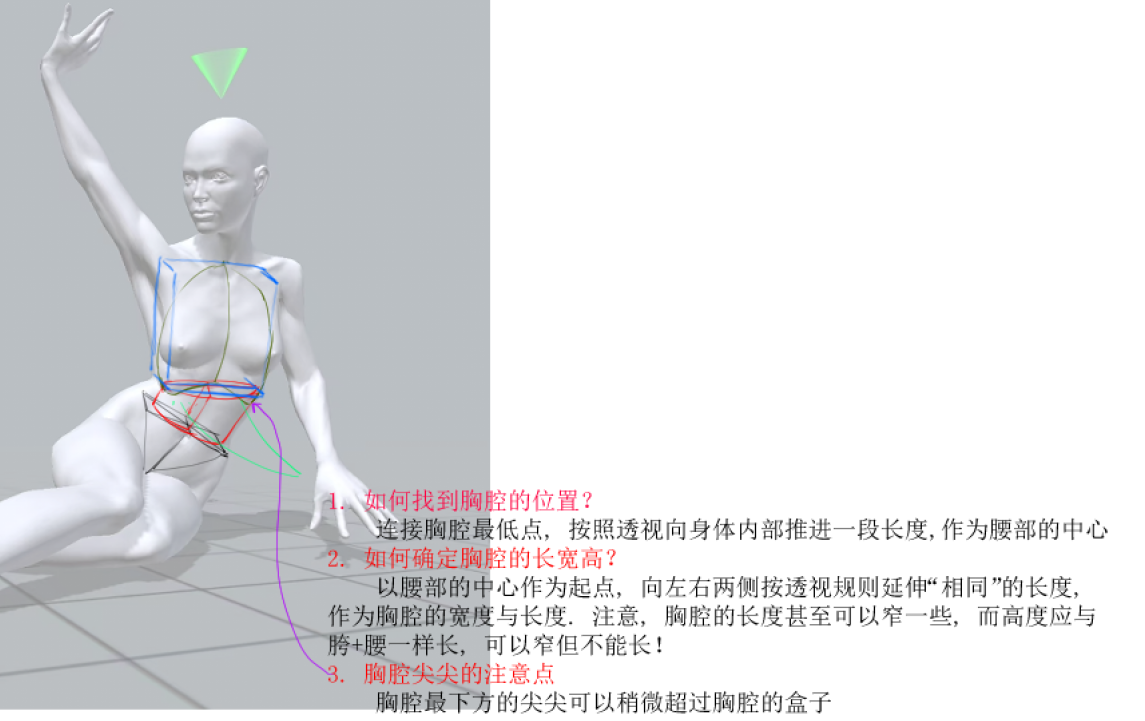 1. 如何找到胸腔的位置?
连接胸腔最低点, 按照透视向身体内部推进一段长度,作为腰部的中心
2. 如何确定胸腔的长宽高?
以腰部的中心作为起点, 向左右两侧按透视规则延伸“相同”的长度,
作为胸腔的宽度与长度. 注意, 胸腔的长度甚至可以窄一些, 而高度应与
胯+腰一样长, 可以窄但不能长!
3. 胸腔尖尖的注意点
胸腔最下方的尖尖可以稍微超过胸腔的盒子